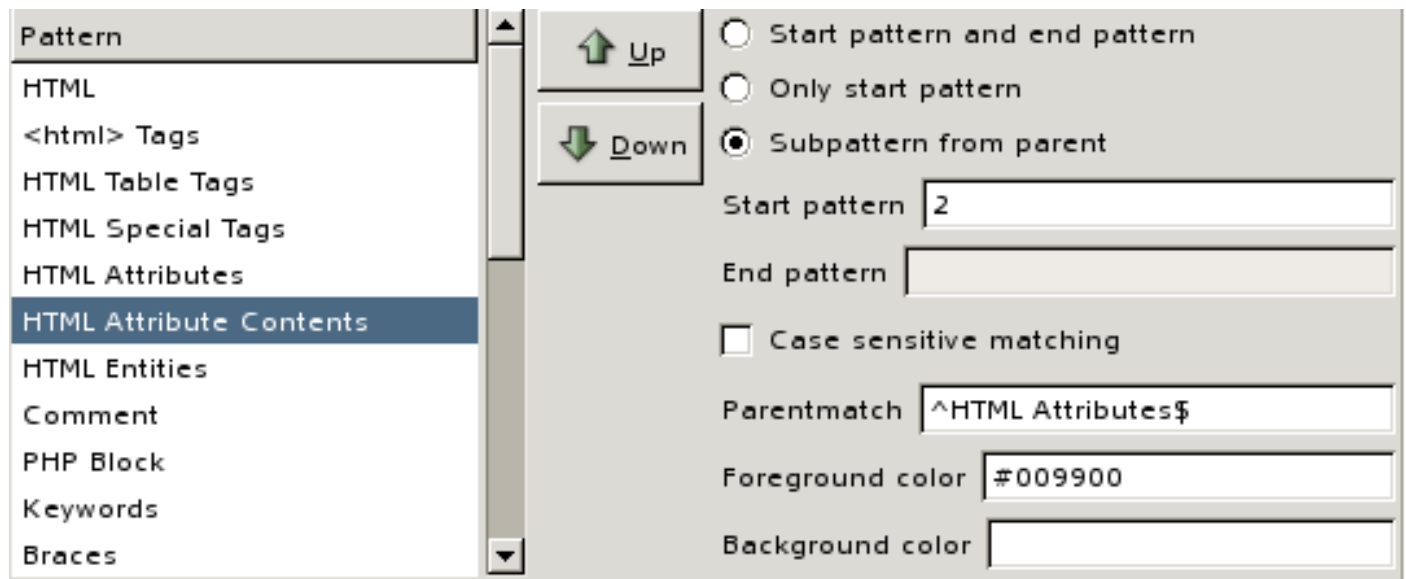 Pattern
HTML
<html> Tags
HTML Table Tags
HTML Special Tags
HTML Attributes
HTML Attribute Contents
HTML Entities
Comment
PHP Block
Keywords
Braces
Up
Down
Start pattern and end pattern
Only start pattern
Subpattern from parent
Start pattern 2
End pattern
Case sensitive matching
Parentmatch ^HTML Attributes$
Foreground color #009900
Background color